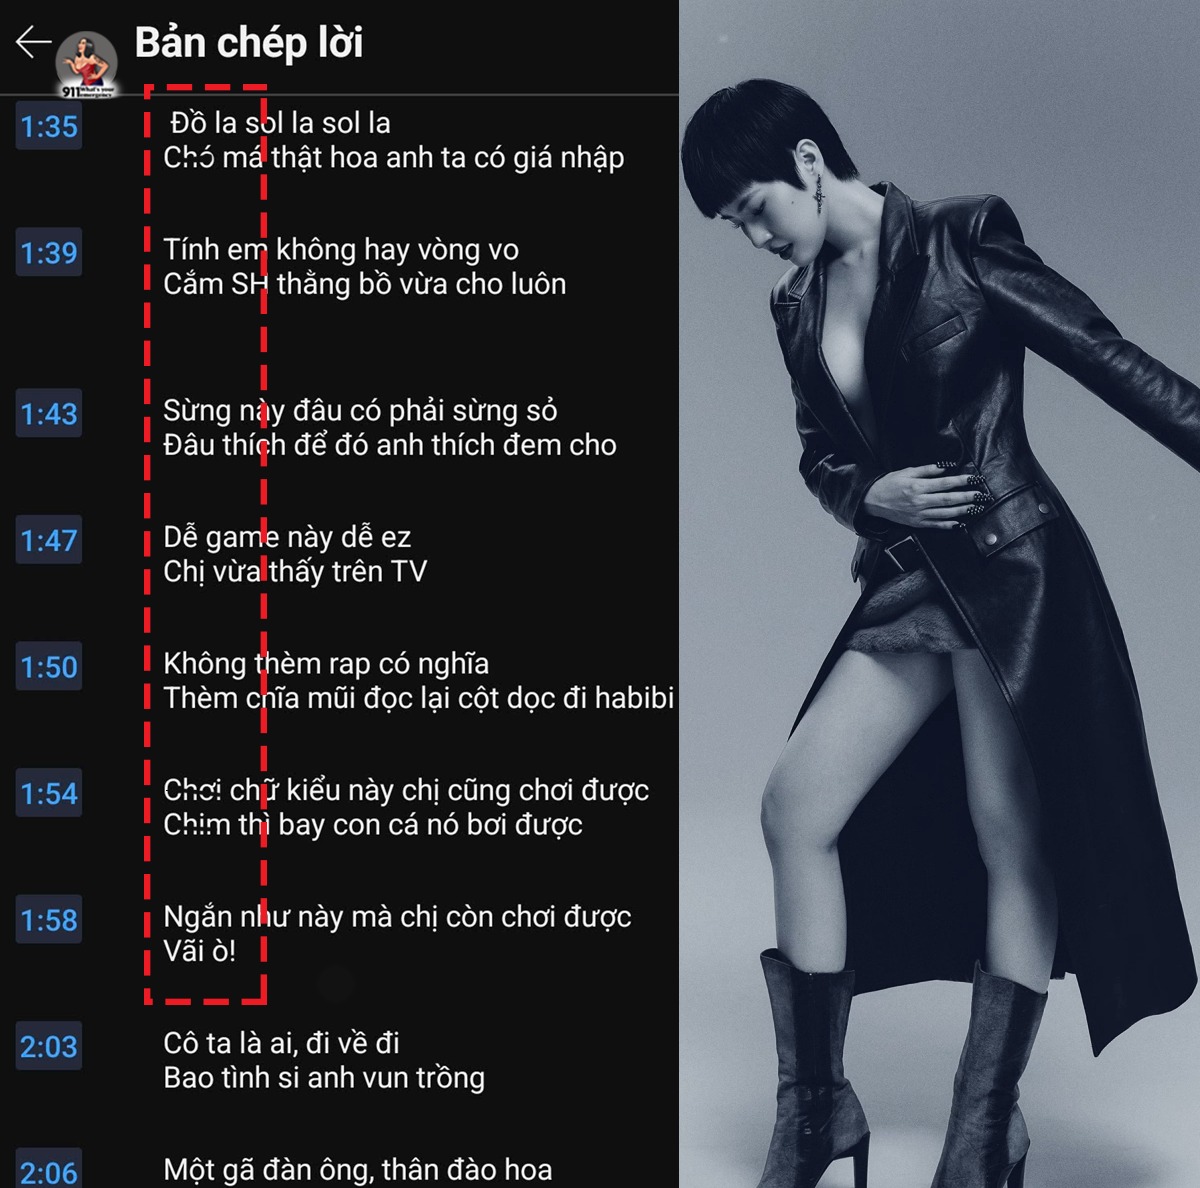 Bản chép lời
911 What's your emergency
1:35
Đồ la sol la sol la
Chó má thật hoa anh ta có giá nhập
1:39
Tính em không hay vòng vo
Cắm SH thằng bồ vừa cho luôn
1:43
Sừng này đâu có phải sừng sỏ
Đâu thích để đó anh thích đem cho
1:47
Dễ game này dễ ez
Chị vừa thấy trên TV
1:50
Không thèm rap có nghĩa
Thèm chĩa mũi đọc lại cột dọc đi habibi
1:54
Chơi chữ kiểu này chị cũng chơi được
Chim thì bay con cá nó bơi được
1:58
Ngắn như này mà chị còn chơi được
Vãi ò!
2:03
Cô ta là ai, đi về đi
Bao tình si anh vun trồng
2:06
Một gã đàn ông, thân đào hoa